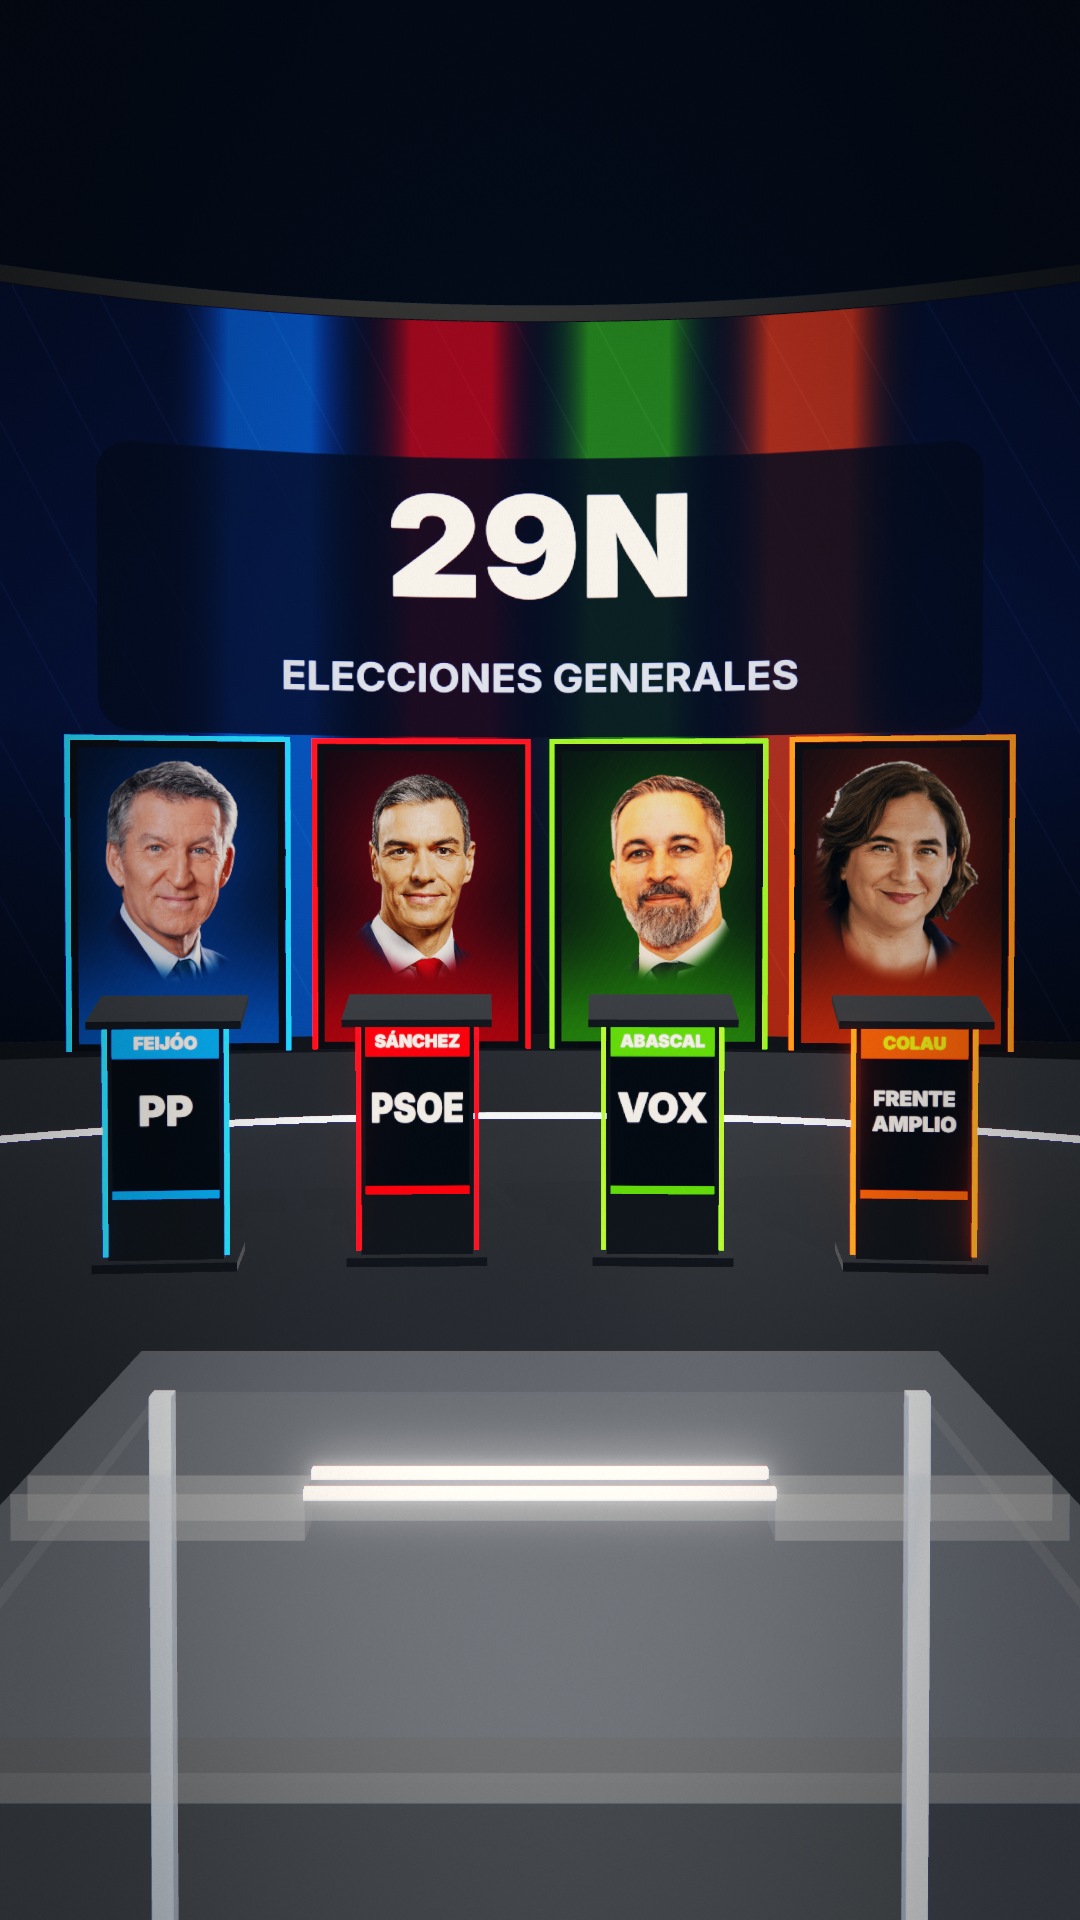 29N
ELECCIONES GENERALES
FEIJÓO
PP
SÁNCHEZ
PSOE
ABASCAL
VOX
COLAU
FRENTE
AMPLIO